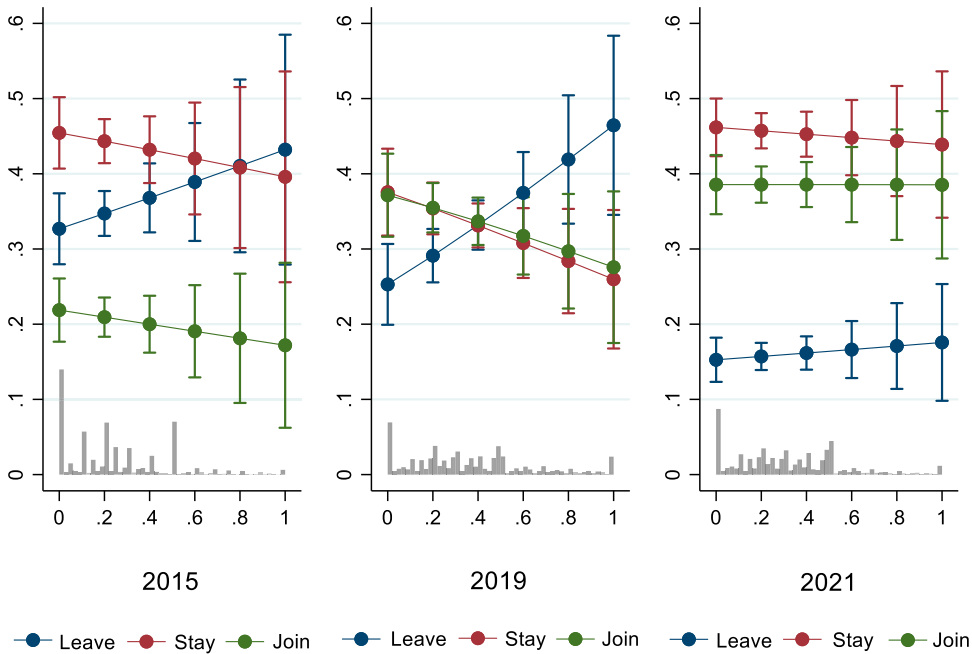 .6 .6 .6
.5 .5 .5
.4 .4 .4
.3 .3 .3
.2 .2 .2
.1 .1 .1
0 0 0
0 .2 .4 .6 .8 1 0 .2 .4 .6 .8 1 0 .2 .4 .6 .8 1
2015 2019 2021
Leave Stay Join Leave Stay Join Leave Stay Join